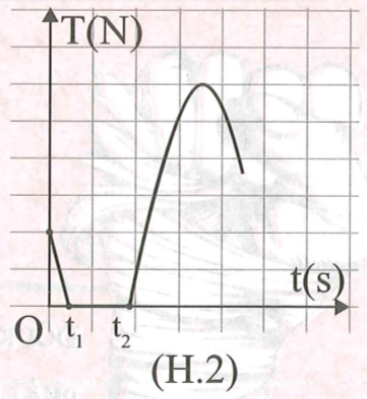 T(N)
t(s)
O t₁ t₂
(H.2)